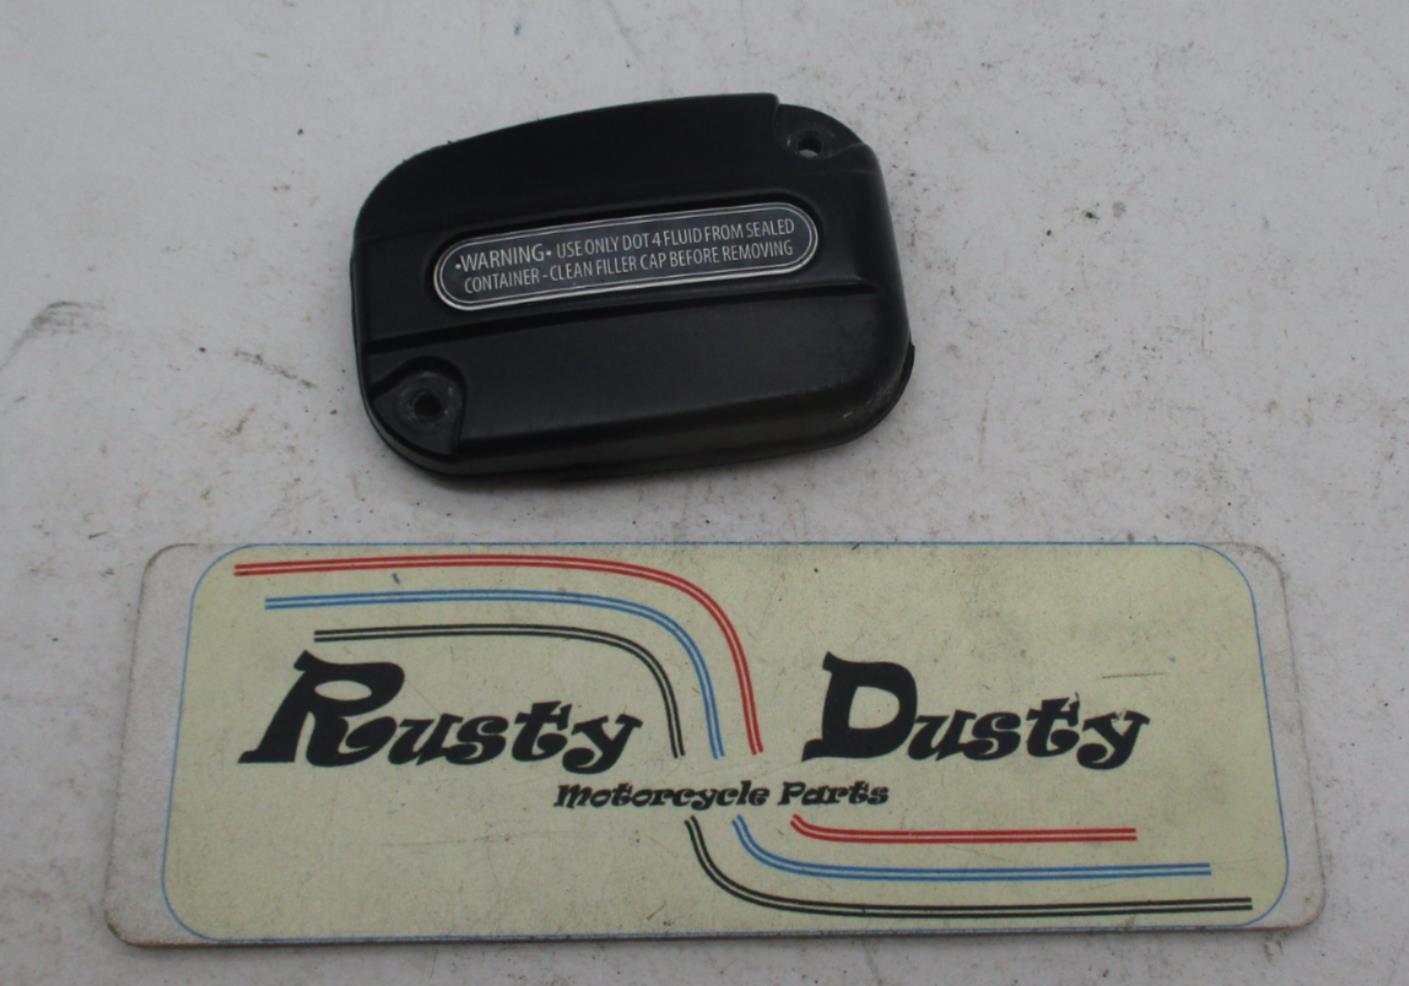 •WARNING• USE ONLY DOT 4 FLUID FROM SEALED
CONTAINER - CLEAN FILLER CAP BEFORE REMOVING
Rusty Dusty
Motorcycle Parts